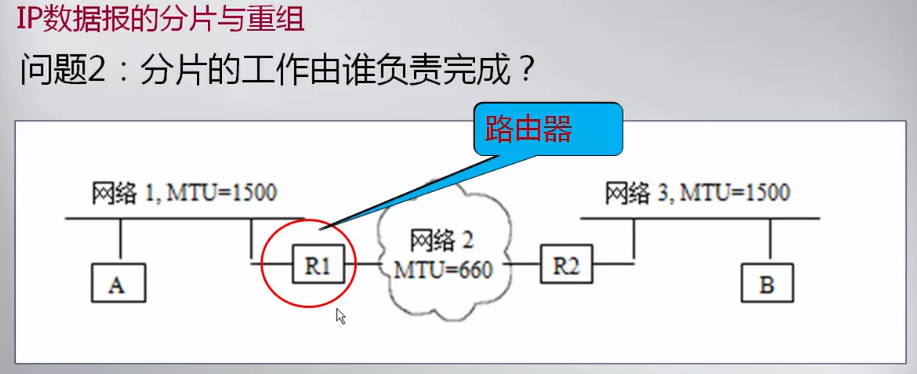 IP数据报的分片与重组
问题2：分片的工作由谁负责完成？
路由器
网络 1, MTU=1500
网络 3, MTU=1500
网络 2
MTU=660
A
R1
R2
B